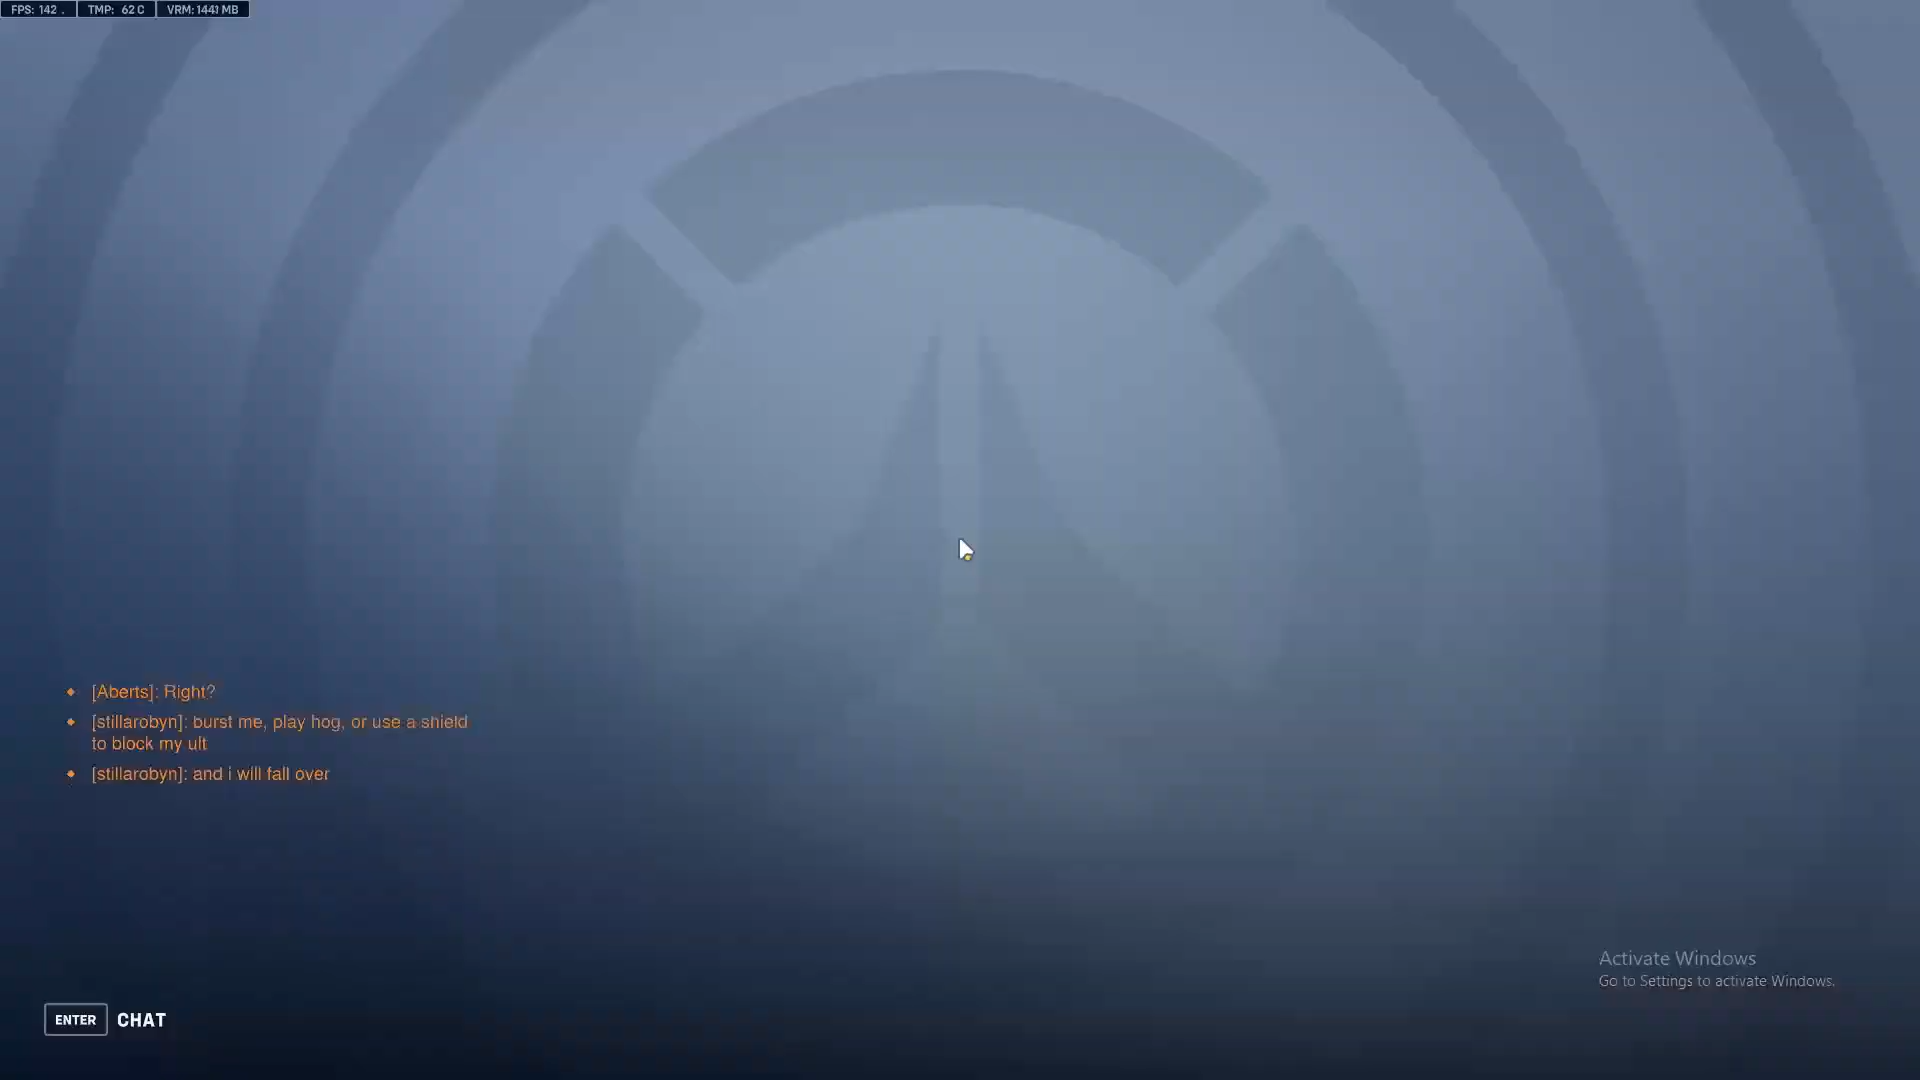 FPS: 142 . TMP: 62 C VRM: 1441 MB
[Aberts]: Right?
[stillarobyn]: burst me, play hog, or use a shield
to block my ult
[stillarobyn]: and i will fall over
Activate Windows
Go to Settings to activate Windows.
ENTER CHAT